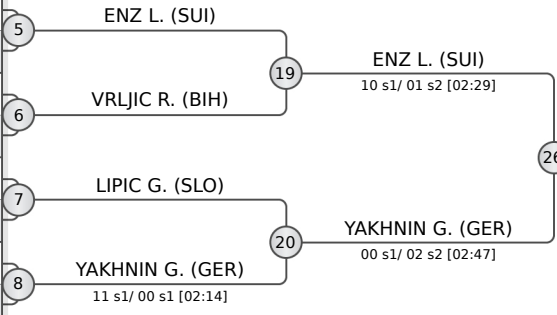 ENZ L. (SUI)
5
19
ENZ L. (SUI)
10 s1/ 01 s2 [02:29]
VRLJIC R. (BIH)
6
26
LIPIC G. (SLO)
7
20
YAKHNIN G. (GER)
00 s1/ 02 s2 [02:47]
YAKHNIN G. (GER)
8
11 s1/ 00 s1 [02:14]